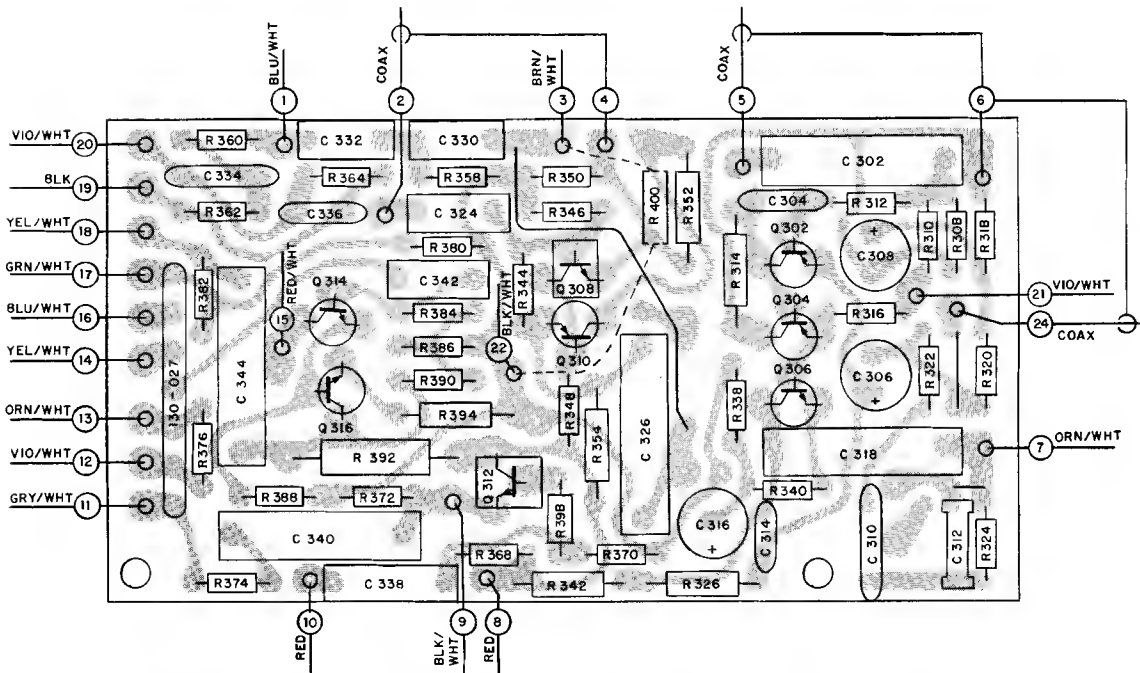 BLU/WHT
COAX
BRN/
WHT
COAX
1
2
3
4
5
6
VIO/WHT 20
R 360
C 332
C 330
C 302
BLK 19
C 334
R 364
R 358
R 350
R 400
R 352
C 304
R 312
YEL/WHT 18
R 362
C 336
C 324
R 346
Q 302
R 310
R 308
R 318
R 380
+
C 308
GRN/WHT 17
R 382
RED/WHT
Q 314
C 342
BLK/WHT
R 344
Q 308
R 314
21 VIO/WHT
BLU/WHT 16
15
R 384
Q 304
R 316
24
COAX
YEL/WHT 14
130-027
C 344
R 386
22
Q 310
R 390
Q 306
C 306
+
R 322
R 320
ORN/WHT 13
Q 316
R 394
R 348
R 354
C 326
R 338
R 376
R 392
C 318
7 ORN/WHT
VIO/WHT 12
Q 312
R 340
GRY/WHT 11
R 388
R 372
R 398
C 316
+
C 314
C 310
C 312
R 324
C 340
R 368
R 370
R 374
C 338
R 342
R 326
10
9
8
RED
BLK/
WHT
RED